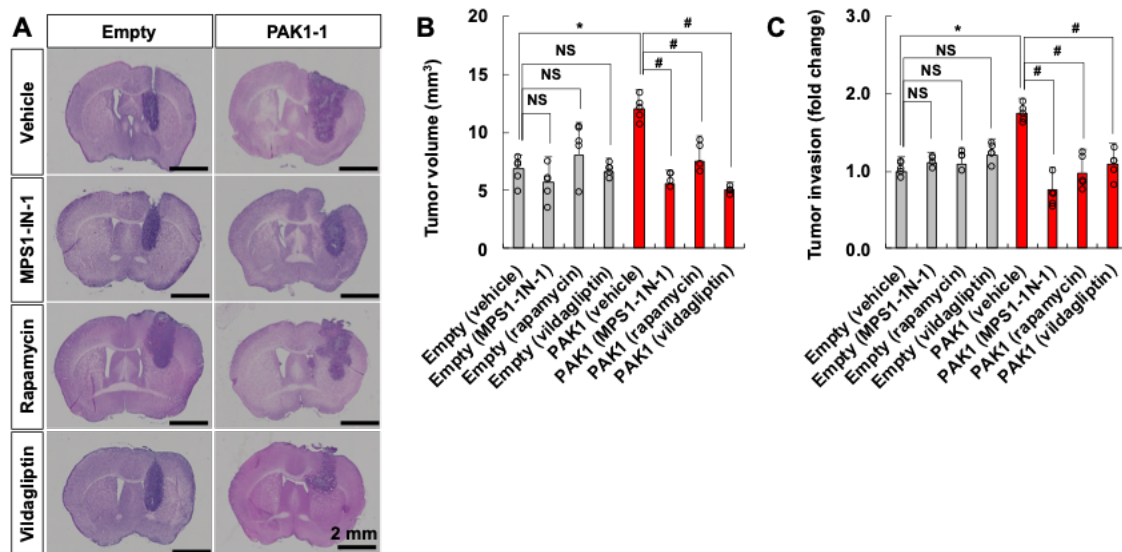 A
Empty
PAK1-1
Vehicle
MPS1-IN-1
Rapamycin
Vildagliptin
2 mm
B
Tumor volume (mm³)
20
15
10
5
0
*
#
NS
#
NS
#
NS
Empty (vehicle)
Empty (MPS1-1N-1)
Empty (rapamycin)
Empty (vildagliptin)
PAK1 (vehicle)
PAK1 (MPS1-1N-1)
PAK1 (rapamycin)
PAK1 (vildagliptin)
C
Tumor invasion (fold change)
3.0
2.0
1.0
0.0
*
#
NS
#
NS
#
NS
Empty (vehicle)
Empty (MPS1-1N-1)
Empty (rapamycin)
Empty (vildagliptin)
PAK1 (vehicle)
PAK1 (MPS1-1N-1)
PAK1 (rapamycin)
PAK1 (vildagliptin)